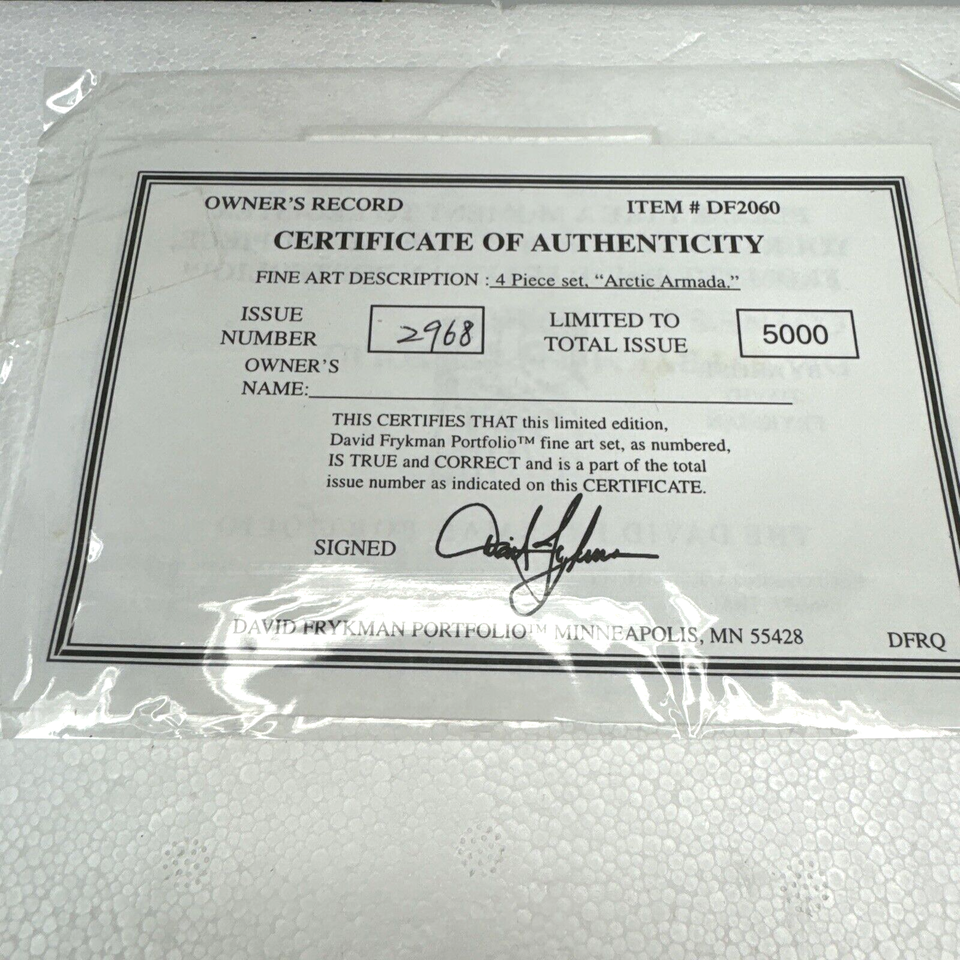 OWNER'S RECORD ITEM # DF2060
CERTIFICATE OF AUTHENTICITY
FINE ART DESCRIPTION : 4 Piece set, "Arctic Armada."
ISSUE NUMBER 2968 LIMITED TO TOTAL ISSUE 5000
OWNER'S
NAME:
THIS CERTIFIES THAT this limited edition,
David Frykman Portfolio™ fine art set, as numbered,
IS TRUE and CORRECT and is a part of the total
issue number as indicated on this CERTIFICATE.
SIGNED David Frykman
DAVID FRYKMAN PORTFOLIO™ MINNEAPOLIS, MN 55428
DFRQ